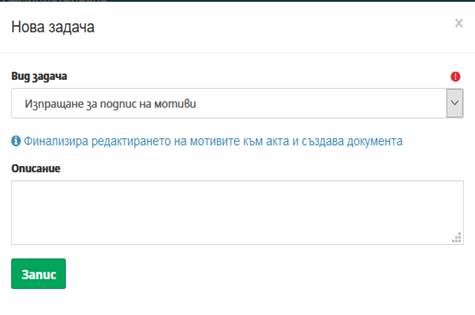 Нова задача
Вид задача
Изпращане за подпис на мотиви
Финализира редактирането на мотивите към акта и създава документа
Описание
Запис